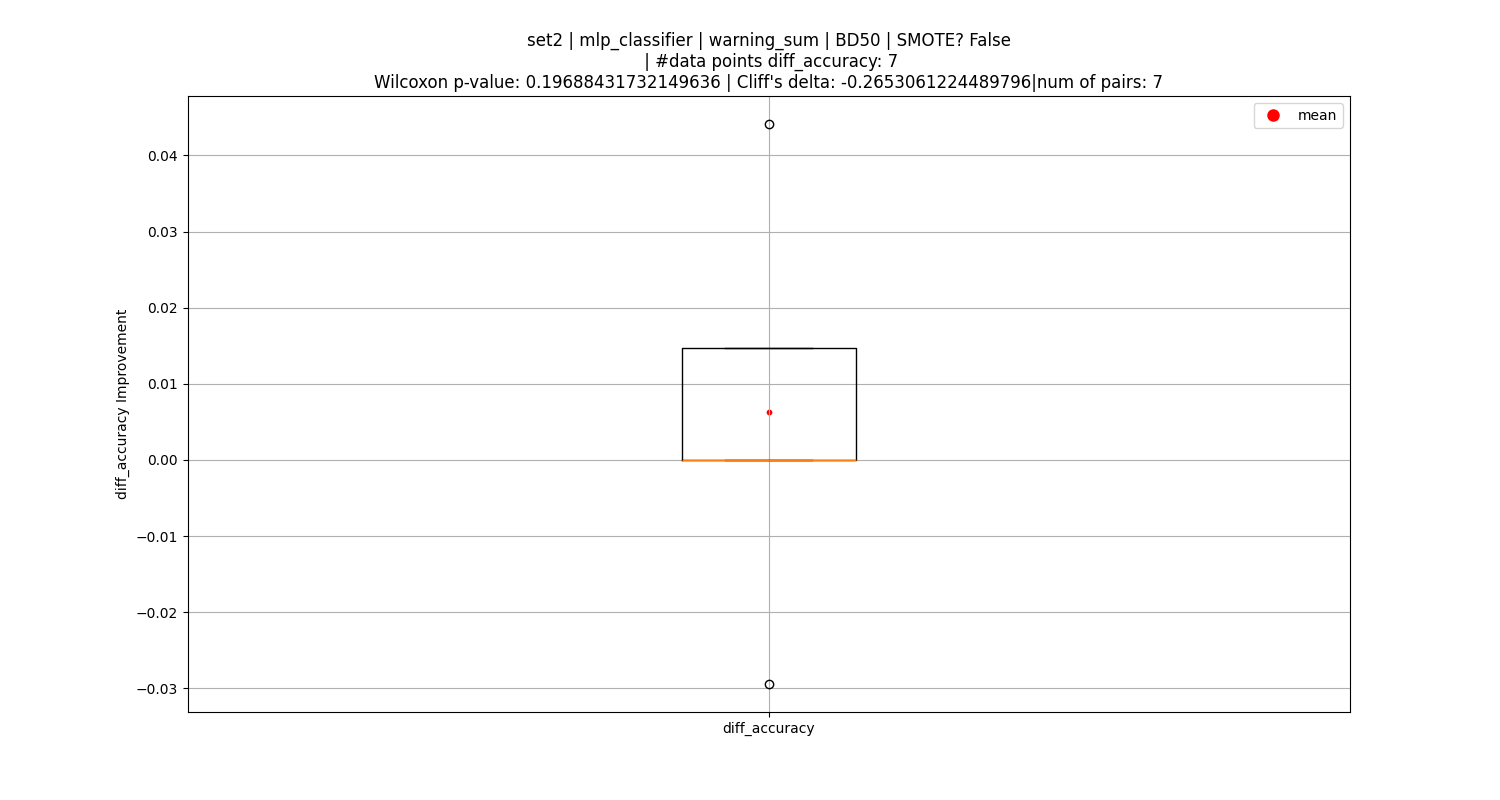 set2 | mlp_classifier | warning_sum | BD50 | SMOTE? False
| #data points diff_accuracy: 7
Wilcoxon p-value: 0.19688431732149636 | Cliff's delta: -0.2653061224489796|num of pairs: 7
mean
0.04
0.03
0.02
0.01
0.00
−0.01
−0.02
−0.03
diff_accuracy Improvement
diff_accuracy